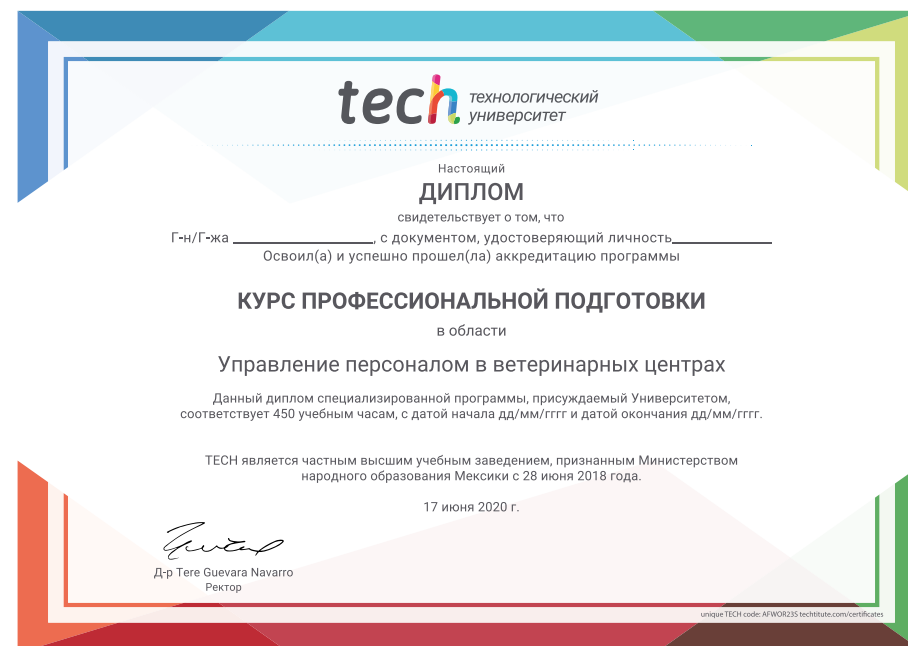 tech технологический
университет
Настоящий
ДИПЛОМ
свидетельствует о том, что
Г-н/Г-жа ____________________, с документом, удостоверяющий личность______________
Освоил(а) и успешно прошел(ла) аккредитацию программы
КУРС ПРОФЕССИОНАЛЬНОЙ ПОДГОТОВКИ
в области
Управление персоналом в ветеринарных центрах
Данный диплом специализированной программы, присуждаемый Университетом,
соответствует 450 учебным часам, с датой начала дд/мм/гггг и датой окончания дд/мм/гггг.
TECH является частным высшим учебным заведением, признанным Министерством
народного образования Мексики с 28 июня 2018 года.
17 июня 2020 г.
Д-р Tere Guevara Navarro
Ректор
unique TECH code: AFWOR23S techtitute.com/certificates